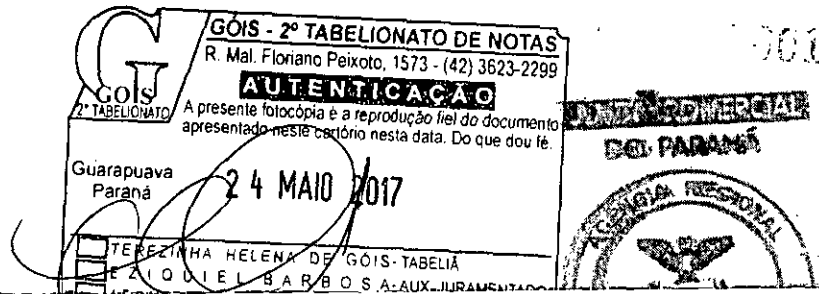 GÓIS - 2º TABELIONATO DE NOTAS
R. Mal. Floriano Peixoto, 1573 - (42) 3623-2299
AUTENTICAÇÃO
GOIS
2º TABELIONATO
A presente fotocópia é a reprodução fiel do documento
apresentado neste cartório nesta data. Do que dou fé.
Guarapuava
Paraná
24 MAIO 2017
TEREZINHA HELENA DE GÓIS-TABELIÃ
EZIQUIEL BARBOSA-AUX-JURAMENTADO
JUNTA COMERCIAL
DO PARANÁ
AGENCIA REGIONAL